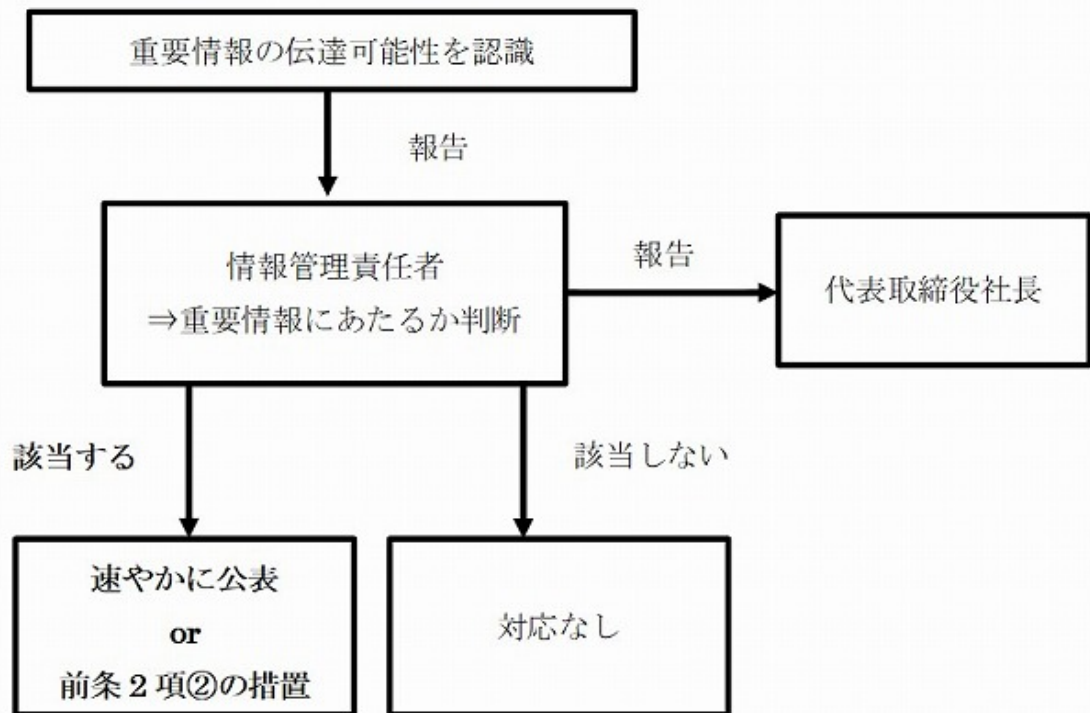 重要情報の伝達可能性を認識
報告
情報管理責任者
⇒重要情報にあたるか判断
報告
代表取締役社長
該当する
該当しない
速やかに公表
or
前条2項②の措置
対応なし